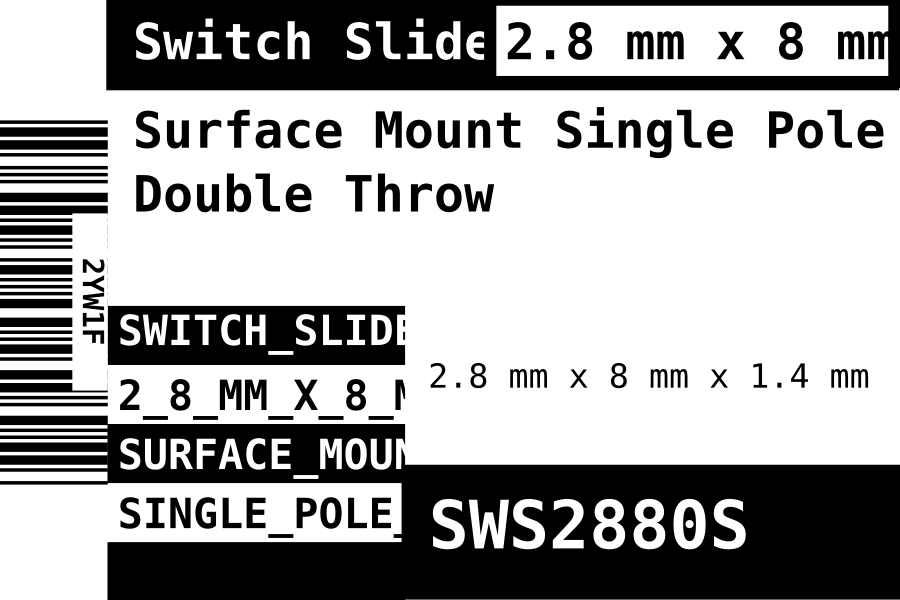 Switch Slide 2.8 mm x 8 mm
Surface Mount Single Pole
Double Throw
2YW1F
SWITCH_SLIDE
2_8_MM_X_8_
2.8 mm x 8 mm x 1.4 mm
SURFACE_MOUN
SINGLE_POLE_
SWS2880S